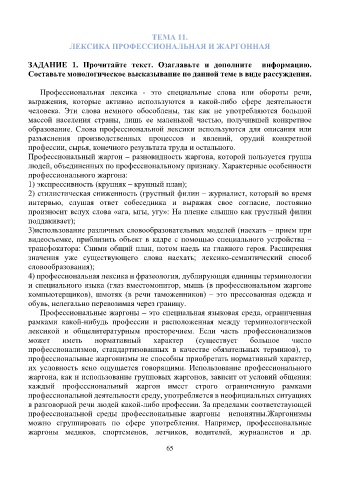 ТЕМА 11.
ЛЕКСИКА ПРОФЕССИОНАЛЬНАЯ И ЖАРГОННАЯ
ЗАДАНИЕ 1. Прочитайте текст. Озаглавьте и дополните информацию.
Составьте монологическое высказывание по данной теме в виде рассуждения.
Профессиональная лексика - это специальные слова или обороты речи,
выражения, которые активно используются в какой-либо сфере деятельности
человека. Эти слова немного обособлены, так как не употребляются большой
массой населения страны, лишь ее маленькой частью, получившей конкретное
образование. Слова профессиональной лексики используются для описания или
разъяснения производственных процессов и явлений, орудий конкретной
профессии, сырья, конечного результата труда и остального.
Профессиональный жаргон – разновидность жаргона, которой пользуется группа
людей, объединенных по профессиональному признаку. Характерные особенности
профессионального жаргона:
1) экспрессивность (крупняк – крупный план);
2) стилистическая сниженность (грустный филин – журналист, который во время
интервью, слушая ответ собеседника и выражая свое согласие, постоянно
произносит вслух слова «ага, ыгы, угу»: На пленке слышно как грустный филин
поддакивает);
3)использование различных словообразовательных моделей (наехать – прием при
видеосъемке, приблизить объект в кадре с помощью специального устройства –
трансфокатора: Сними общий план, потом наедь на главного героя. Расширения
значения уже существующего слова наехать; лексико-семантический способ
словообразования);
4) профессиональная лексика и фразеология, дублирующая единицы терминологии
и специального языка (глаз вместомонитор, мышь (в профессиональном жаргоне
компьютерщиков), шмотяк (в речи таможенников) – это прессованная одежда и
обувь, нелегально перевозимая через границу.
Профессиональные жаргоны – это специальная языковая среда, ограниченная
рамками какой-нибудь профессии и расположенная между терминологической
лексикой и общелитературным просторечием. Если часть профессионализмов
может иметь нормативный характер (существует большое число
профессионализмов, стандартизованных в качестве обязательных терминов), то
профессиональные жаргонизмы не способны приобретать нормативный характер,
их условность ясно ощущается говорящими. Использование профессионального
жаргона, как и использование групповых жаргонов, зависит от условий общения:
каждый профессиональный жаргон имеет строго ограниченную рамками
профессиональной деятельности среду, употребляется в неофициальных ситуациях
в разговорной речи людей какой-либо профессии. За пределами соответствующей
профессиональной среды профессиональные жаргоны непонятны.Жаргонизмы
можно сгруппировать по сфере употребления. Например, профессиональные
жаргоны медиков, спортсменов, летчиков, водителей, журналистов и др.
65